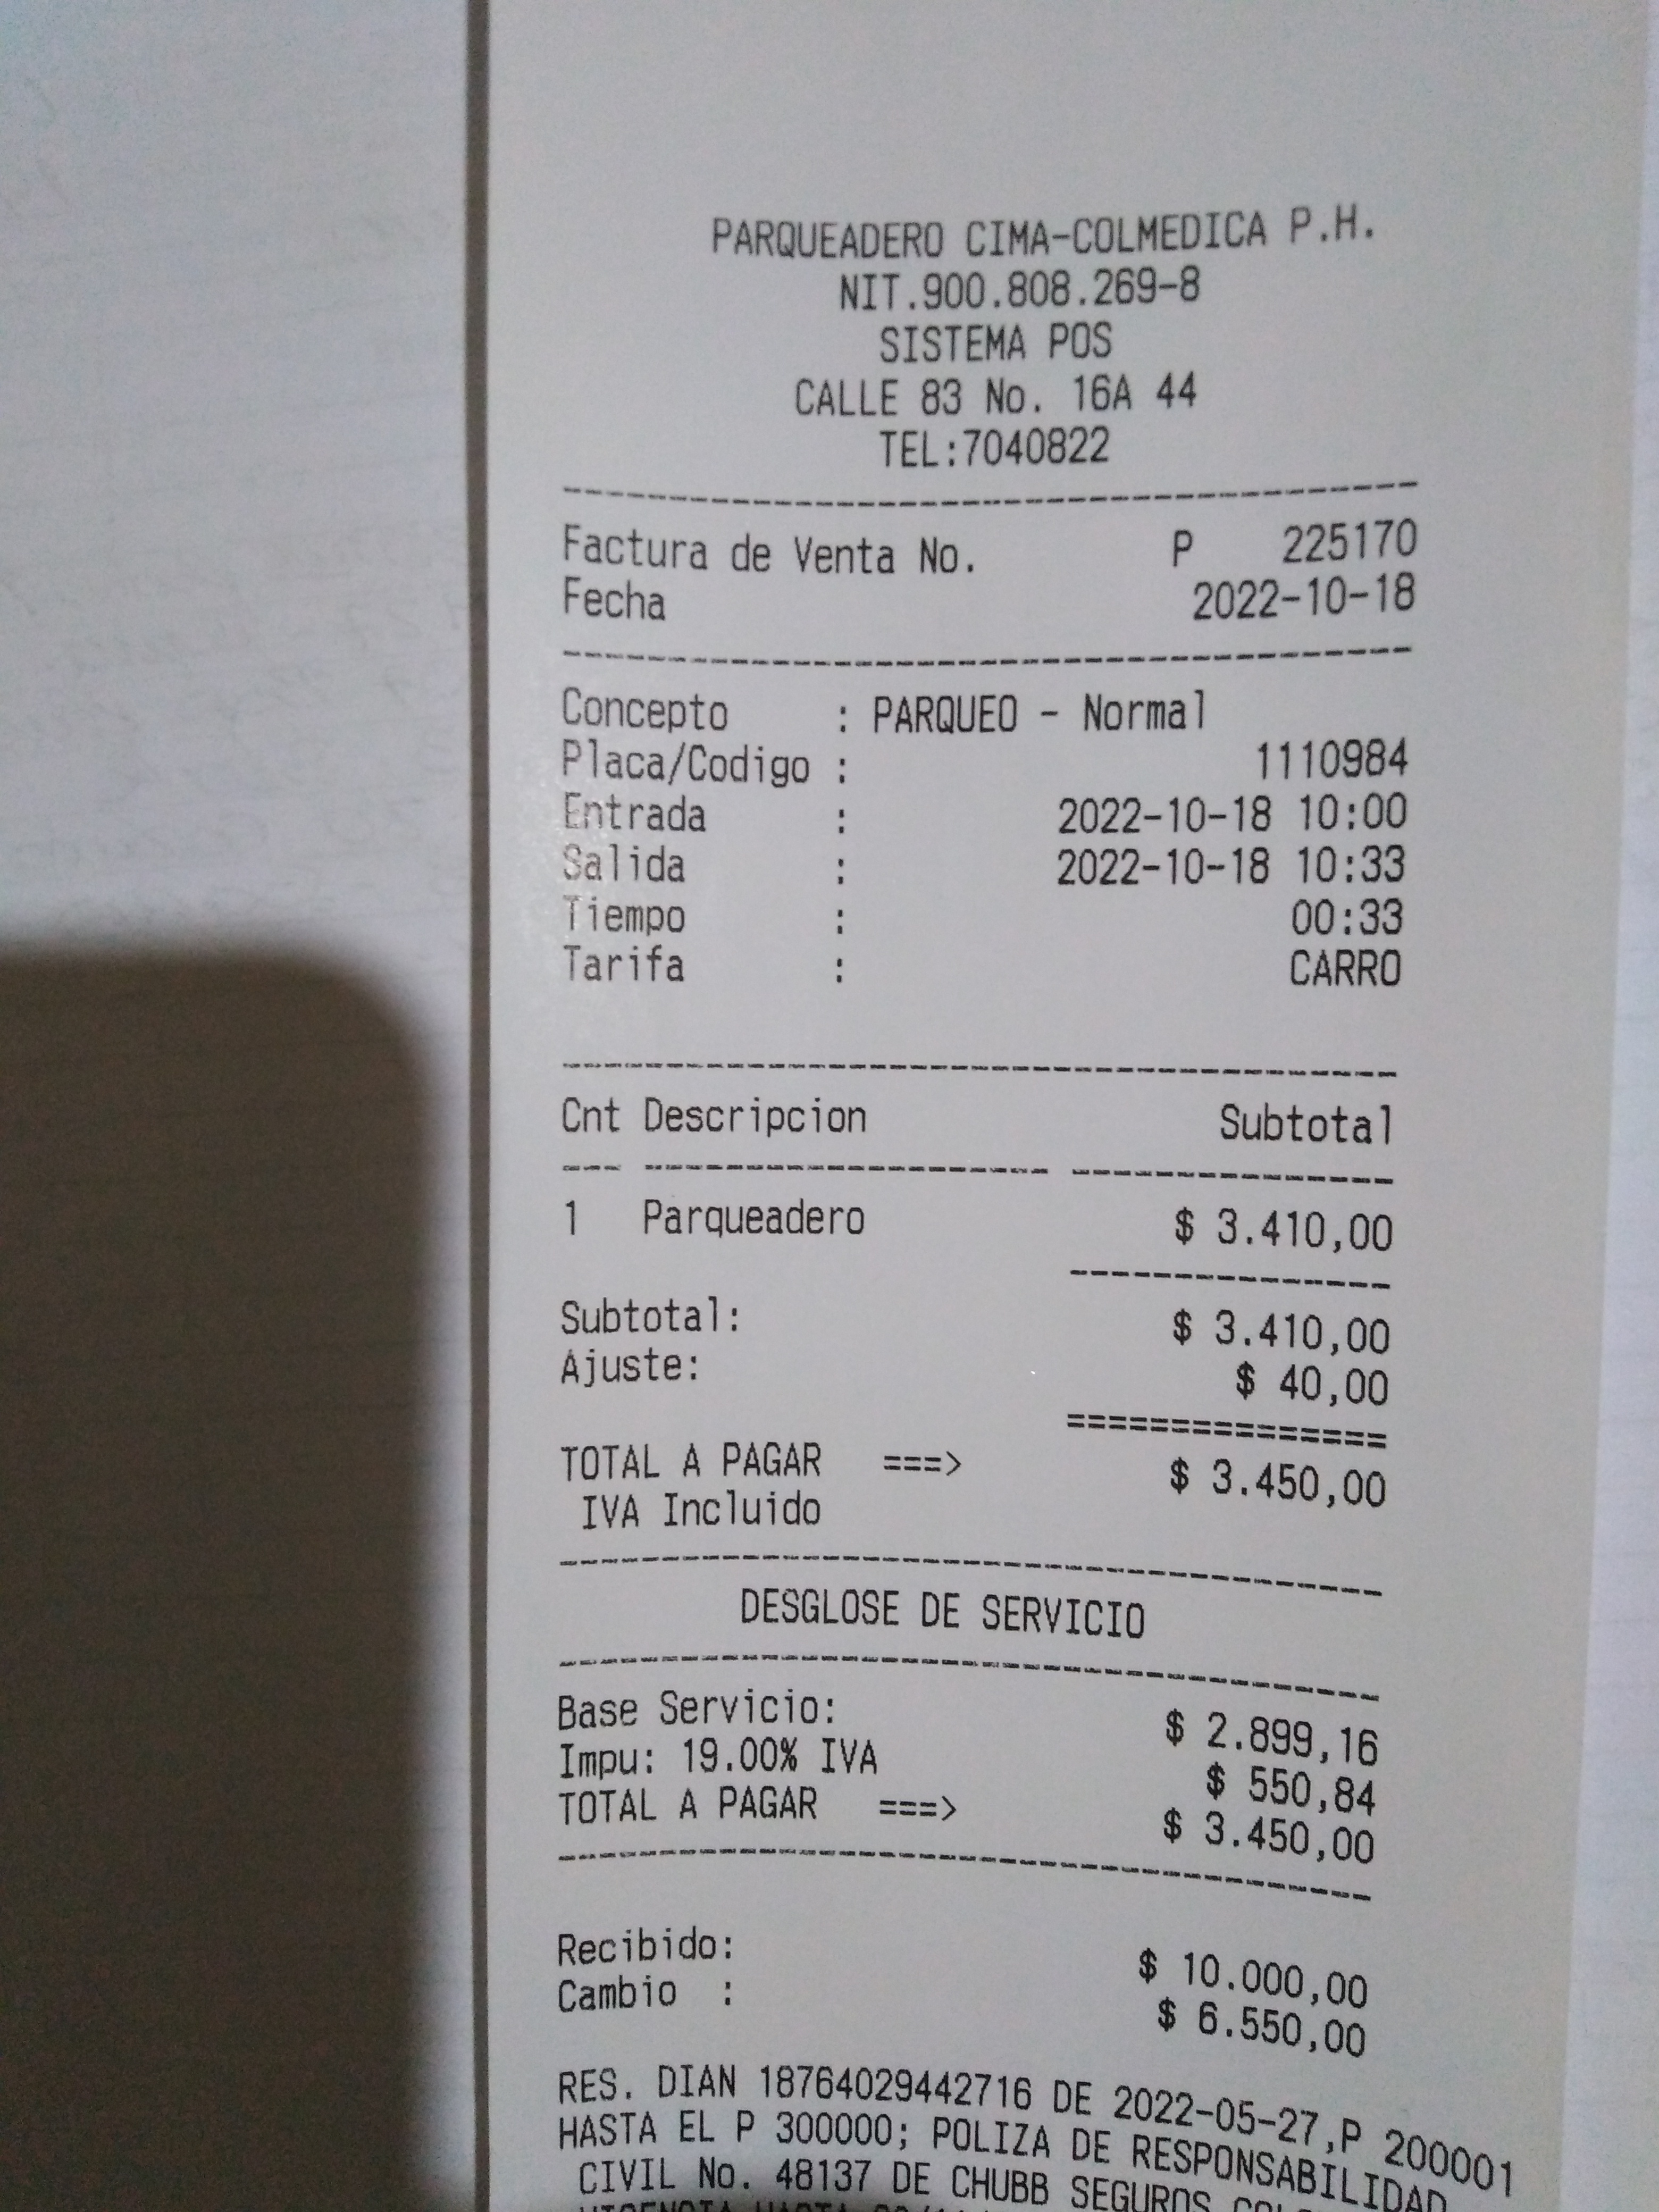 PARQUEADERO CIMA-COLMEDICA P.H.
NIT.900.808.269-8
SISTEMA POS
CALLE 83 No. 16A 44
TEL:7040822
Factura de Venta No. P 225170
Fecha 2022-10-18
Concepto : PARQUEO - Normal
Placa/Codigo : 1110984
Entrada : 2022-10-18 10:00
Salida : 2022-10-18 10:33
Tiempo : 00:33
Tarifa : CARRO
Cnt Descripcion Subtotal
1 Parqueadero $ 3.410,00
Subtotal: $ 3.410,00
Ajuste: $ 40,00
===============
TOTAL A PAGAR ===> $ 3.450,00
IVA Incluido
DESGLOSE DE SERVICIO
Base Servicio: $ 2.899,16
Impu: 19.00% IVA $ 550,84
TOTAL A PAGAR ===> $ 3.450,00
Recibido: $ 10.000,00
Cambio : $ 6.550,00
RES. DIAN 18764029442716 DE 2022-05-27,P 200001
HASTA EL P 300000; POLIZA DE RESPONSABILIDAD
CIVIL No. 48137 DE CHUBB SEGUROS